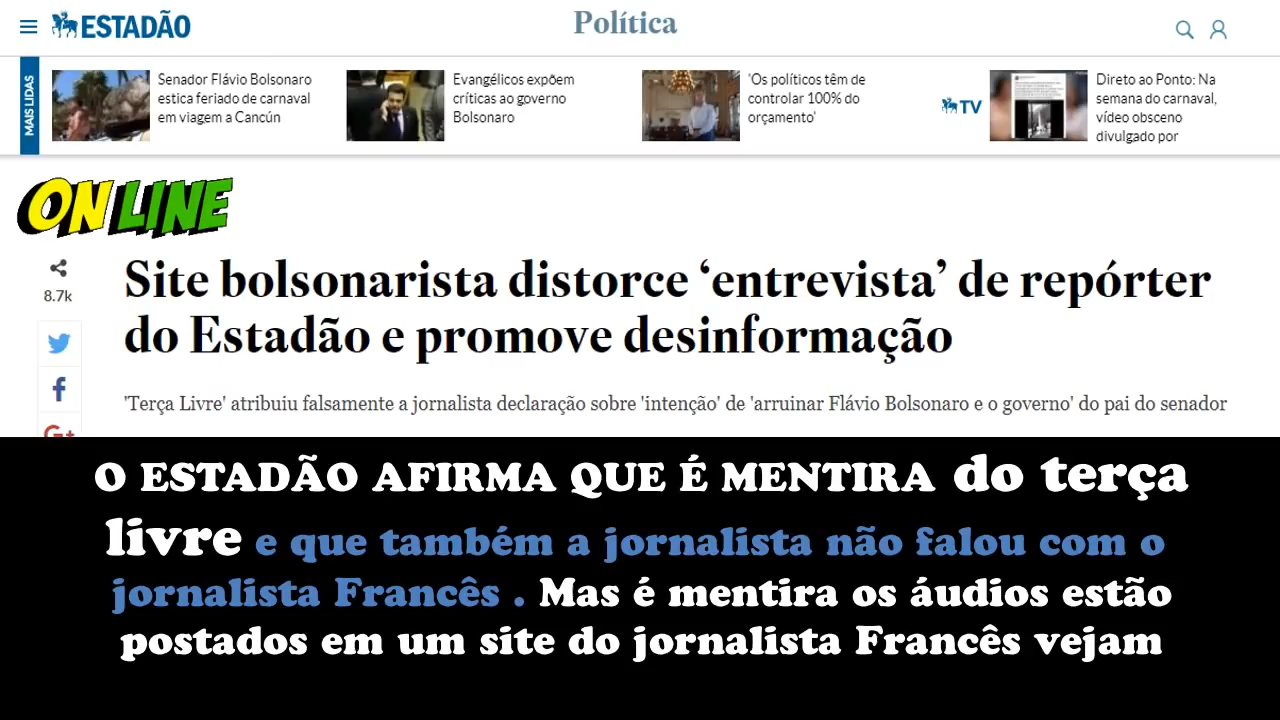 ESTADÃO
Política
MAIS LIDAS
Senador Flávio Bolsonaro
estica feriado de carnaval
em viagem a Cancún
Evangélicos expõem
críticas ao governo
Bolsonaro
'Os políticos têm de
controlar 100% do
orçamento'
TV
Direto ao Ponto: Na
semana do carnaval,
vídeo obsceno
divulgado por
ON LINE
8.7k
Site bolsonarista distorce ‘entrevista’ de repórter
do Estadão e promove desinformação
'Terça Livre' atribuiu falsamente a jornalista declaração sobre 'intenção' de 'arruinar Flávio Bolsonaro e o governo' do pai do senador
G+
O ESTADÃO AFIRMA QUE É MENTIRA do terça
livre e que também a jornalista não falou com o
jornalista Francês . Mas é mentira os áudios estão
postados em um site do jornalista Francês vejam